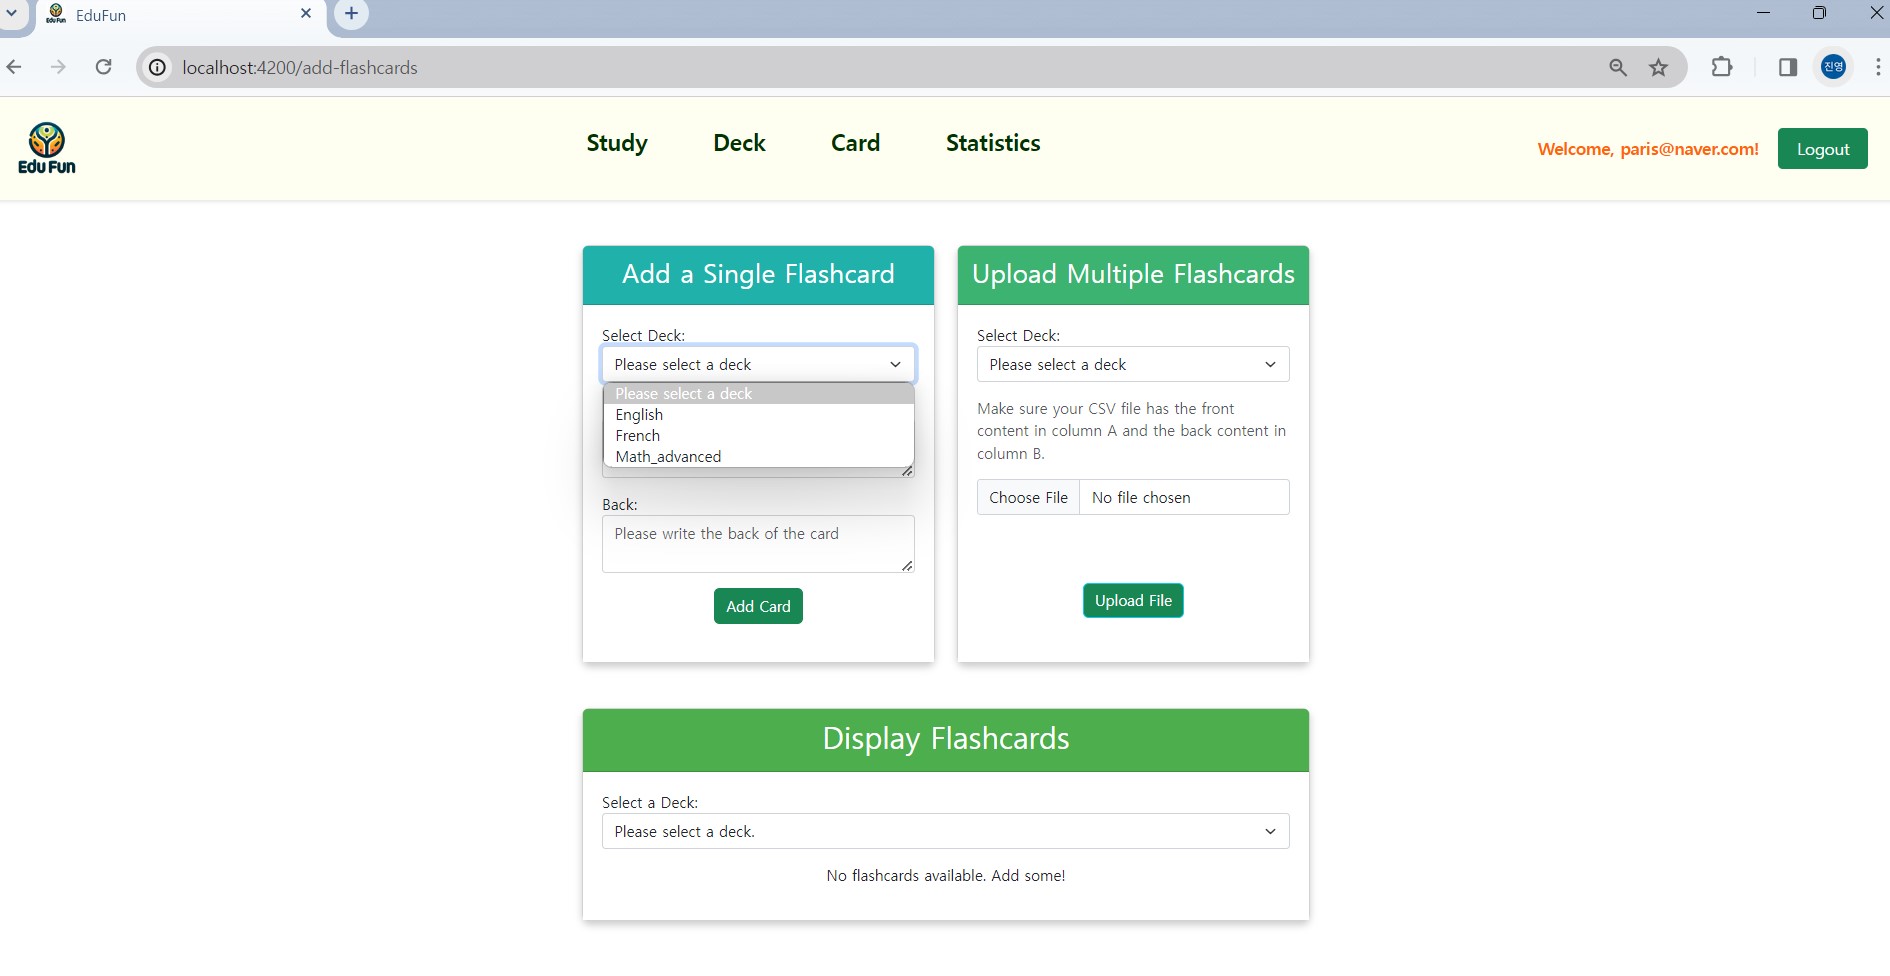 EduFun
localhost:4200/add-flashcards
진영
Edu Fun
Study
Deck
Card
Statistics
Welcome, paris@naver.com!
Logout
Add a Single Flashcard
Select Deck:
Please select a deck
Please select a deck
English
French
Math_advanced
Back:
Please write the back of the card
Add Card
Upload Multiple Flashcards
Select Deck:
Please select a deck
Make sure your CSV file has the front
content in column A and the back content in
column B.
Choose File No file chosen
Upload File
Display Flashcards
Select a Deck:
Please select a deck.
No flashcards available. Add some!